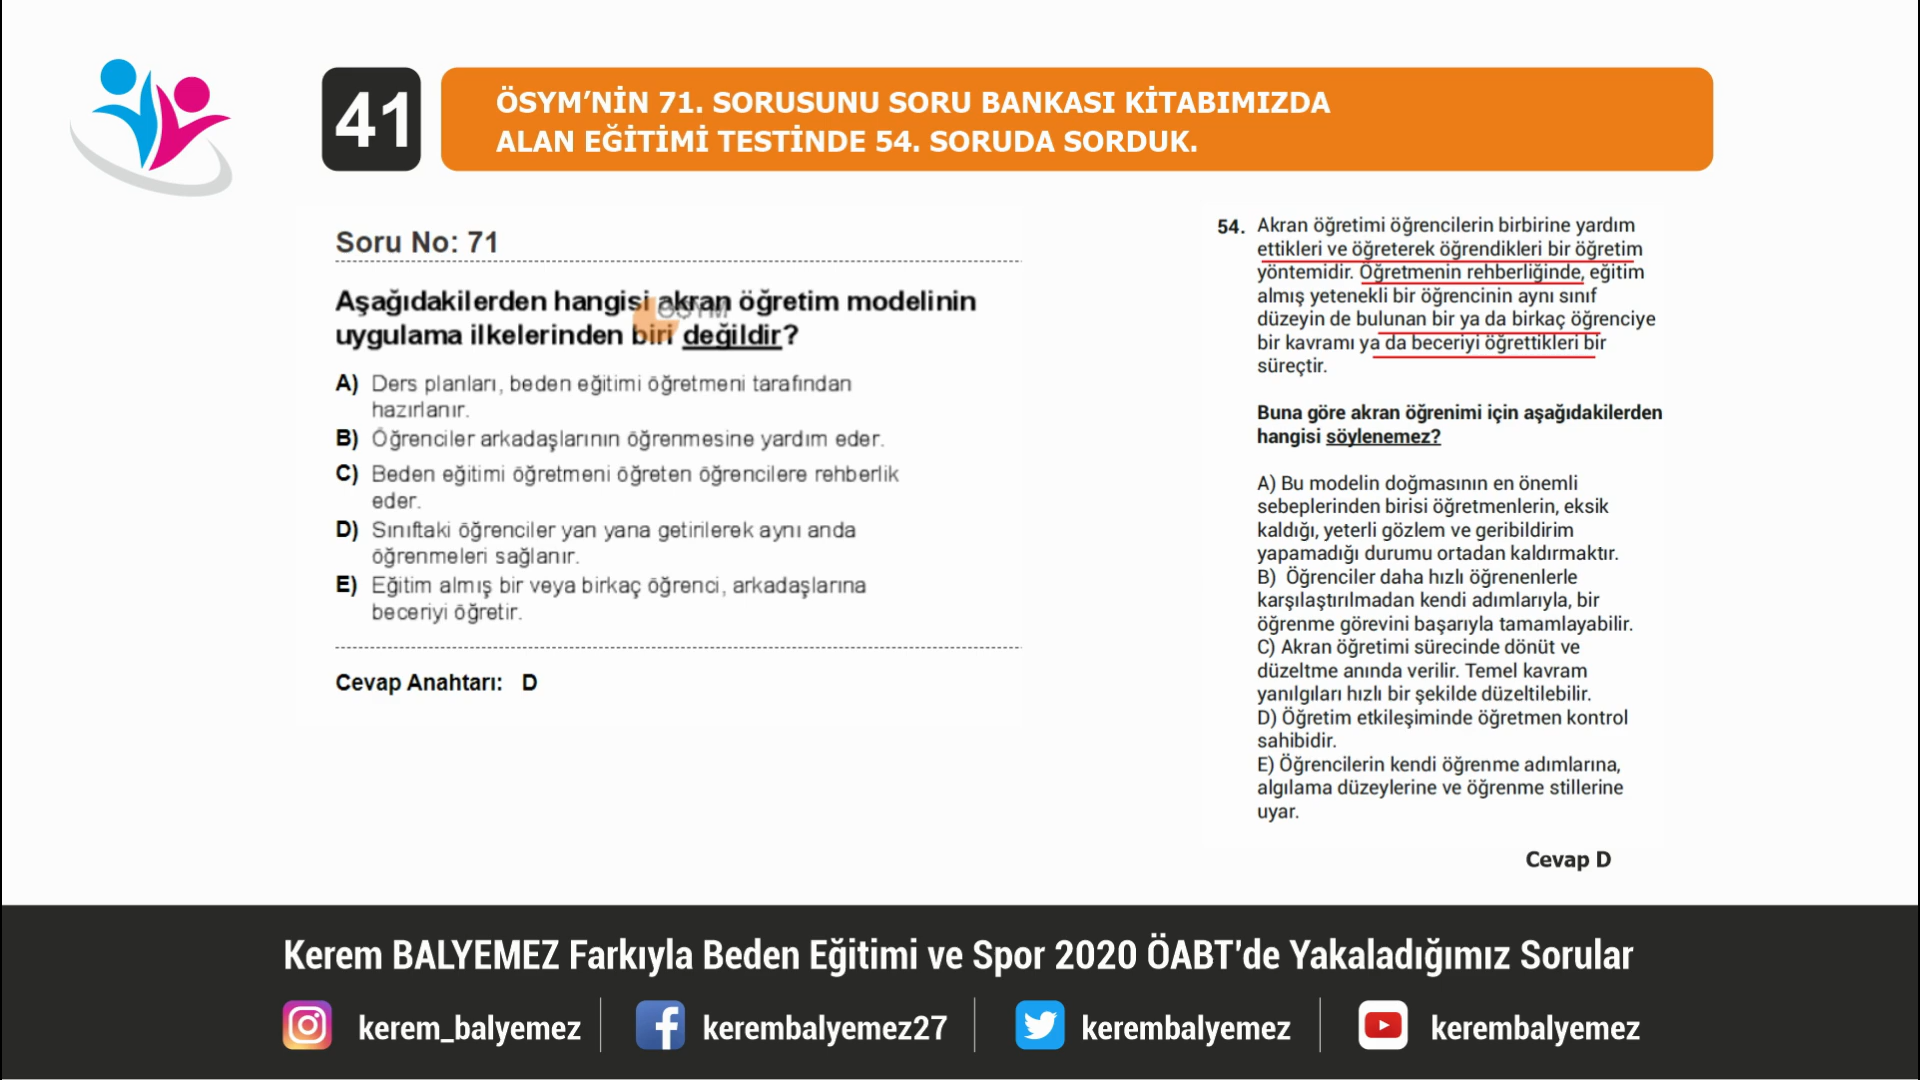 41
ÖSYM’NİN 71. SORUSUNU SORU BANKASI KİTABIMIZDA
ALAN EĞİTİMİ TESTİNDE 54. SORUDA SORDUK.
Soru No: 71
Aşağıdakilerden hangisi akran öğretim modelinin
uygulama ilkelerinden biri değildir?
ÖSYM
A) Ders planları, beden eğitimi öğretmeni tarafından
hazırlanır.
B) Öğrenciler arkadaşlarının öğrenmesine yardım eder.
C) Beden eğitimi öğretmeni öğreten öğrencilere rehberlik
eder.
D) Sınıftaki öğrenciler yan yana getirilerek aynı anda
öğrenmeleri sağlanır.
E) Eğitim almış bir veya birkaç öğrenci, arkadaşlarına
beceriyi öğretir.
Cevap Anahtarı: D
54. Akran öğretimi öğrencilerin birbirine yardım
ettikleri ve öğreterek öğrendikleri bir öğretim
yöntemidir. Öğretmenin rehberliğinde, eğitim
almış yetenekli bir öğrencinin aynı sınıf
düzeyin de bulunan bir ya da birkaç öğrenciye
bir kavramı ya da beceriyi öğrettikleri bir
süreçtir.
Buna göre akran öğrenimi için aşağıdakilerden
hangisi söylenemez?
A) Bu modelin doğmasının en önemli
sebeplerinden birisi öğretmenlerin, eksik
kaldığı, yeterli gözlem ve geribildirim
yapamadığı durumu ortadan kaldırmaktır.
B) Öğrenciler daha hızlı öğrenenlerle
karşılaştırılmadan kendi adımlarıyla, bir
öğrenme görevini başarıyla tamamlayabilir.
C) Akran öğretimi sürecinde dönüt ve
düzeltme anında verilir. Temel kavram
yanılgıları hızlı bir şekilde düzeltilebilir.
D) Öğretim etkileşiminde öğretmen kontrol
sahibidir.
E) Öğrencilerin kendi öğrenme adımlarına,
algılama düzeylerine ve öğrenme stillerine
uyar.
Cevap D
Kerem BALYEMEZ Farkıyla Beden Eğitimi ve Spor 2020 ÖABT'de Yakaladığımız Sorular
kerem_balyemez
kerembalyemez27
kerembalyemez
kerembalyemez